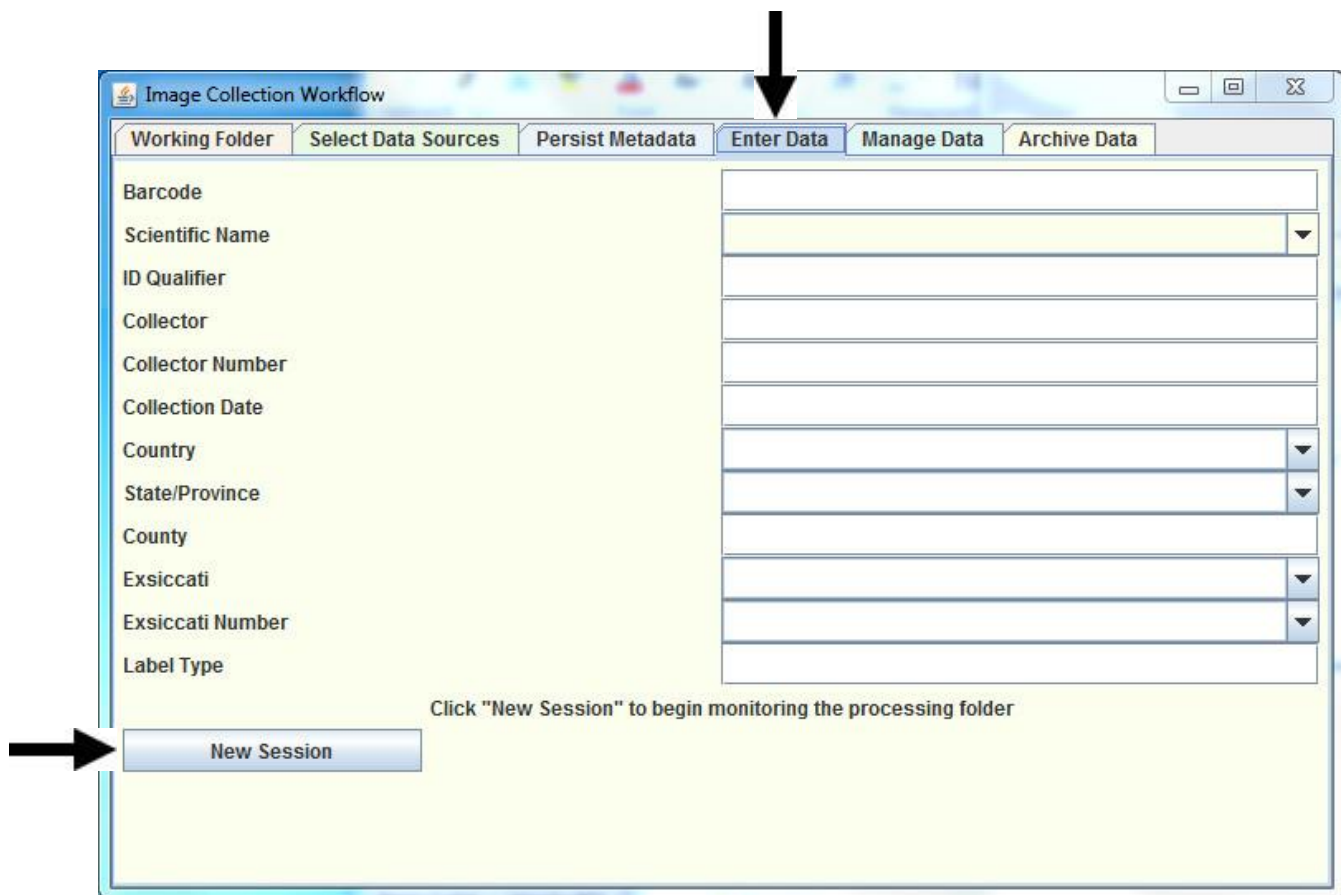 Image Collection Workflow
Working Folder Select Data Sources Persist Metadata Enter Data Manage Data Archive Data
Barcode
Scientific Name
ID Qualifier
Collector
Collector Number
Collection Date
Country
State/Province
County
Exsiccati
Exsiccati Number
Label Type
Click "New Session" to begin monitoring the processing folder
New Session